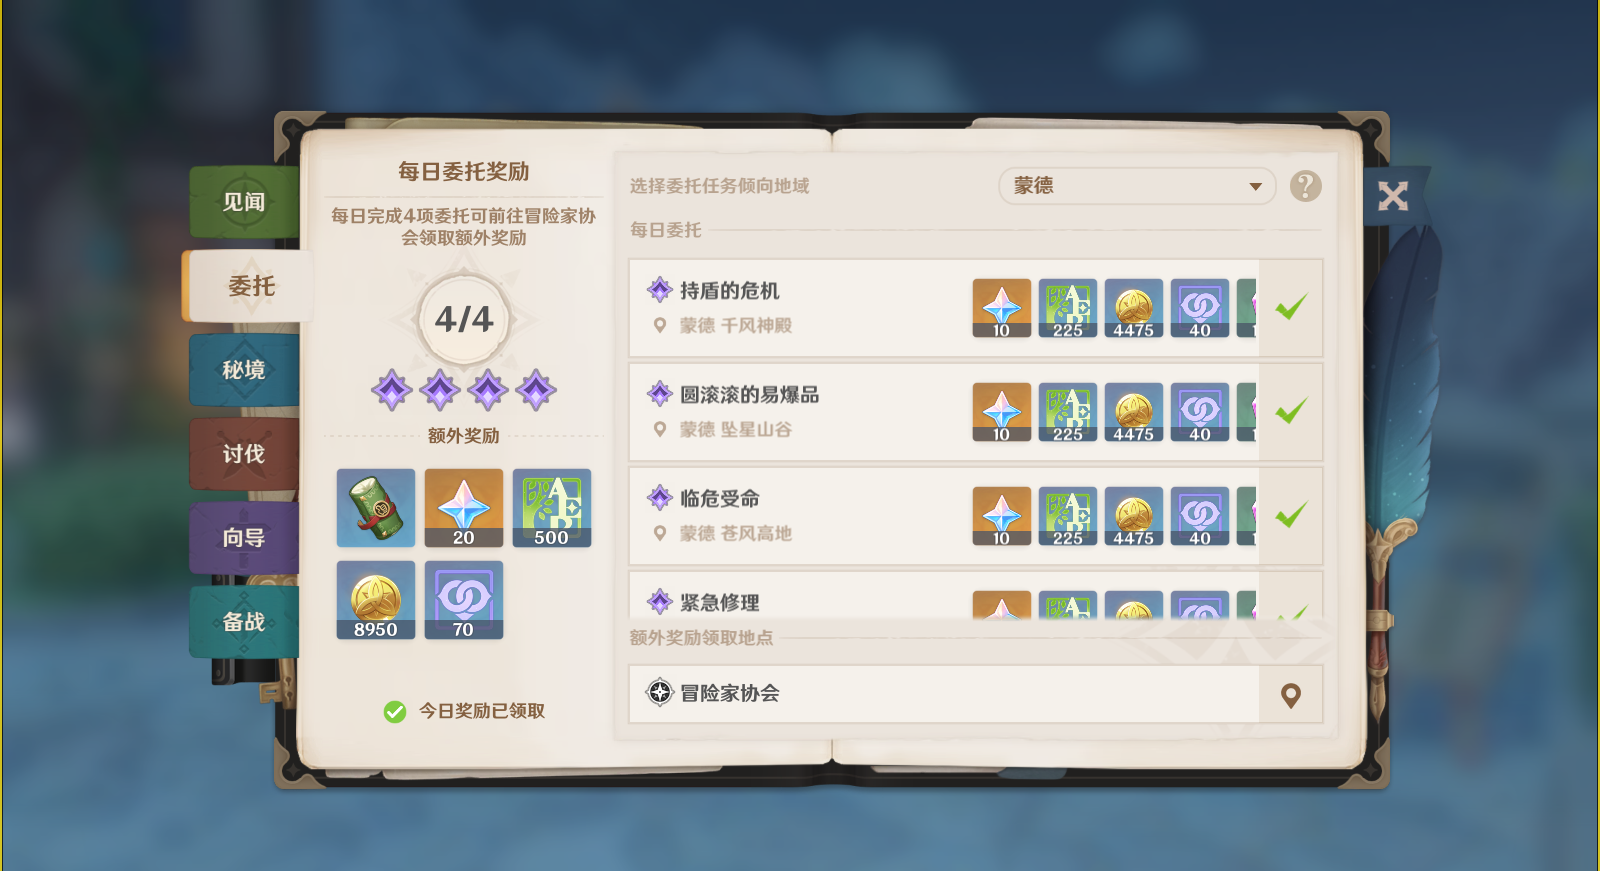 见闻
委托
秘境
讨伐
向导
备战
每日委托奖励
每日完成4项委托可前往冒险家协
会领取额外奖励
4/4
额外奖励
20
500
8950
70
今日奖励已领取
选择委托任务倾向地域
蒙德
?
每日委托
持盾的危机
蒙德 千风神殿
10
225
4475
40
圆滚滚的易爆品
蒙德 坠星山谷
10
225
4475
40
临危受命
蒙德 苍风高地
10
225
4475
40
紧急修理
额外奖励领取地点
冒险家协会